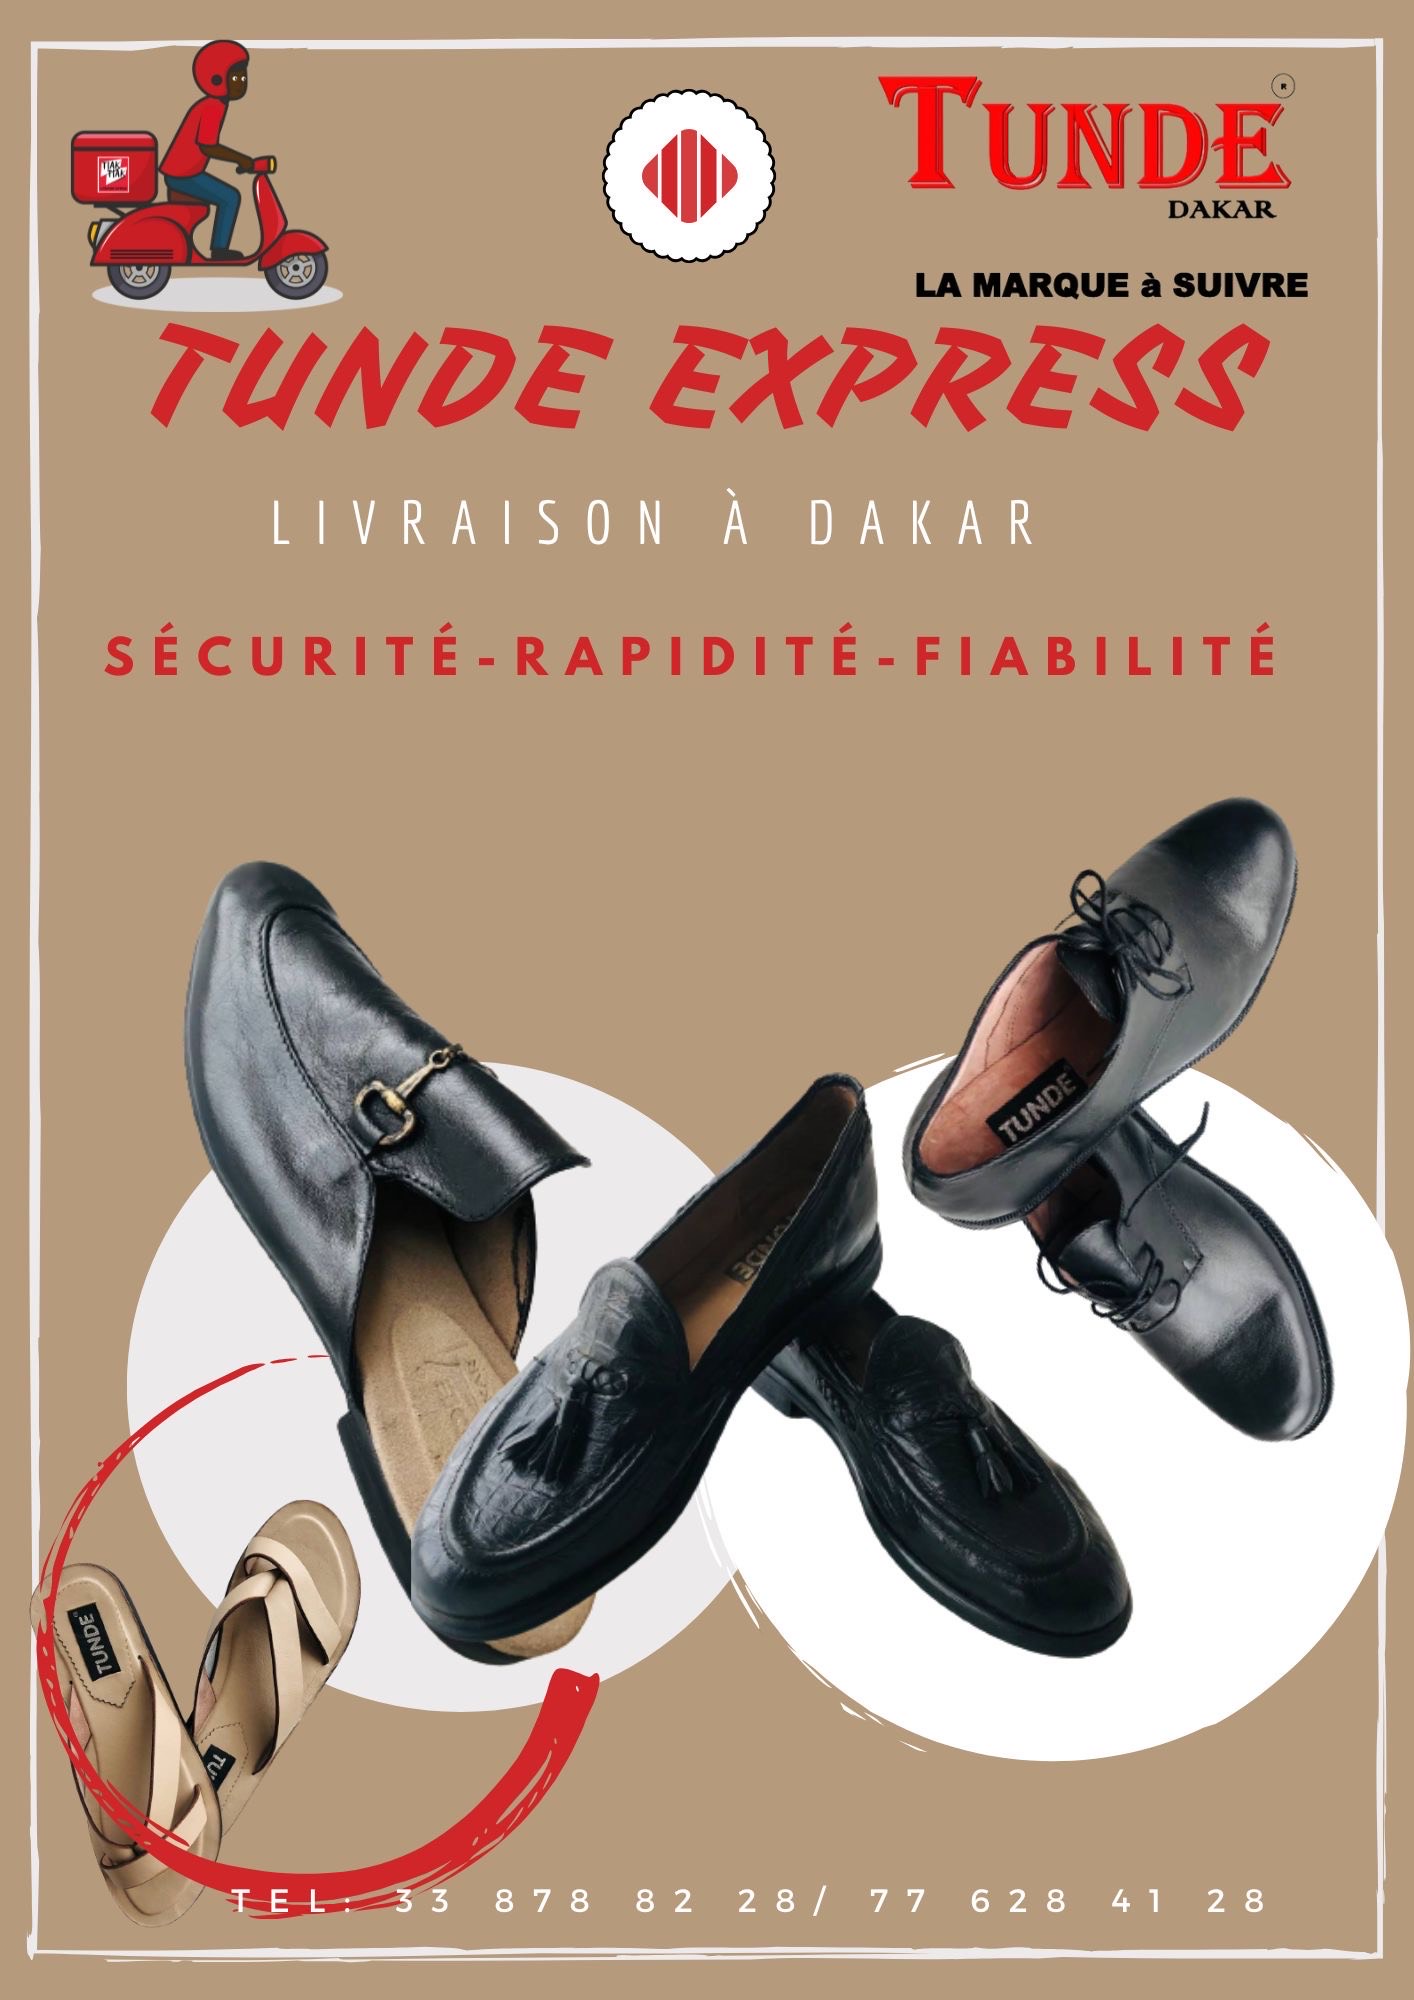 TIAK
TIAK
TUNDE
®
DAKAR
LA MARQUE à SUIVRE
TUNDE EXPRESS
LIVRAISON À DAKAR
SÉCURITÉ-RAPIDITÉ-FIABILITÉ
TUNDE
TUNDE
TUNDE
TEL: 33 878 82 28/ 77 628 41 28